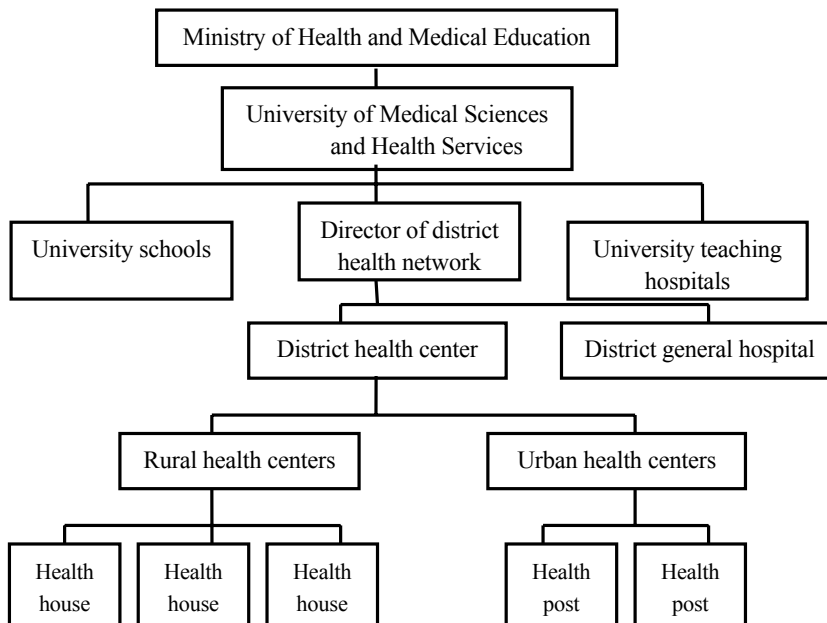 Ministry of Health and Medical Education
University of Medical Sciences
and Health Services
University schools
Director of district
health network
University teaching
hospitals
District health center
District general hospital
Rural health centers
Urban health centers
Health
house
Health
house
Health
house
Health
post
Health
post